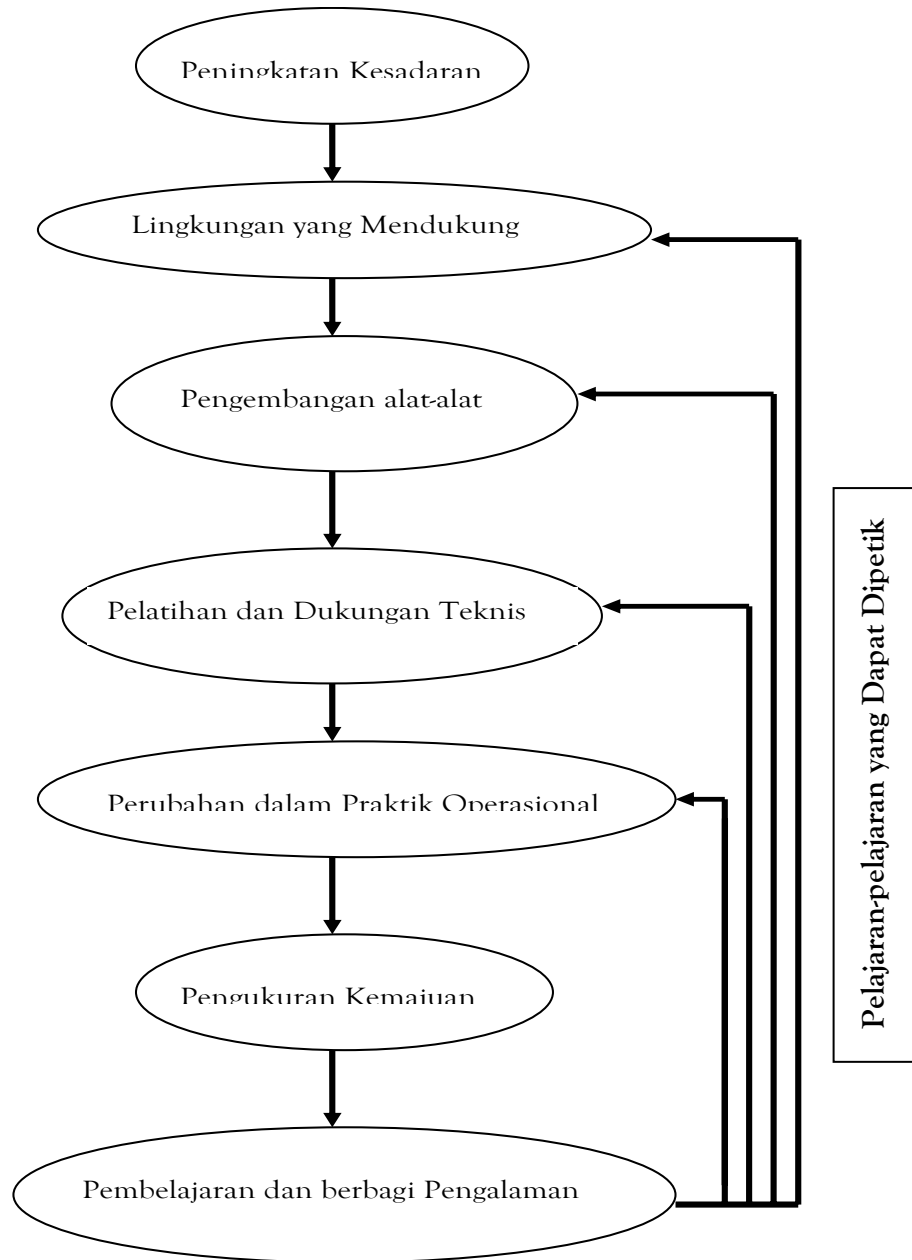 Peningkatan Kesadaran
Lingkungan yang Mendukung
Pengembangan alat-alat
Pelatihan dan Dukungan Teknis
Perubahan dalam Praktik Operasional
Pengukuran Kemajuan
Pembelajaran dan berbagi Pengalaman
Pelajaran-pelajaran yang Dapat Dipetik